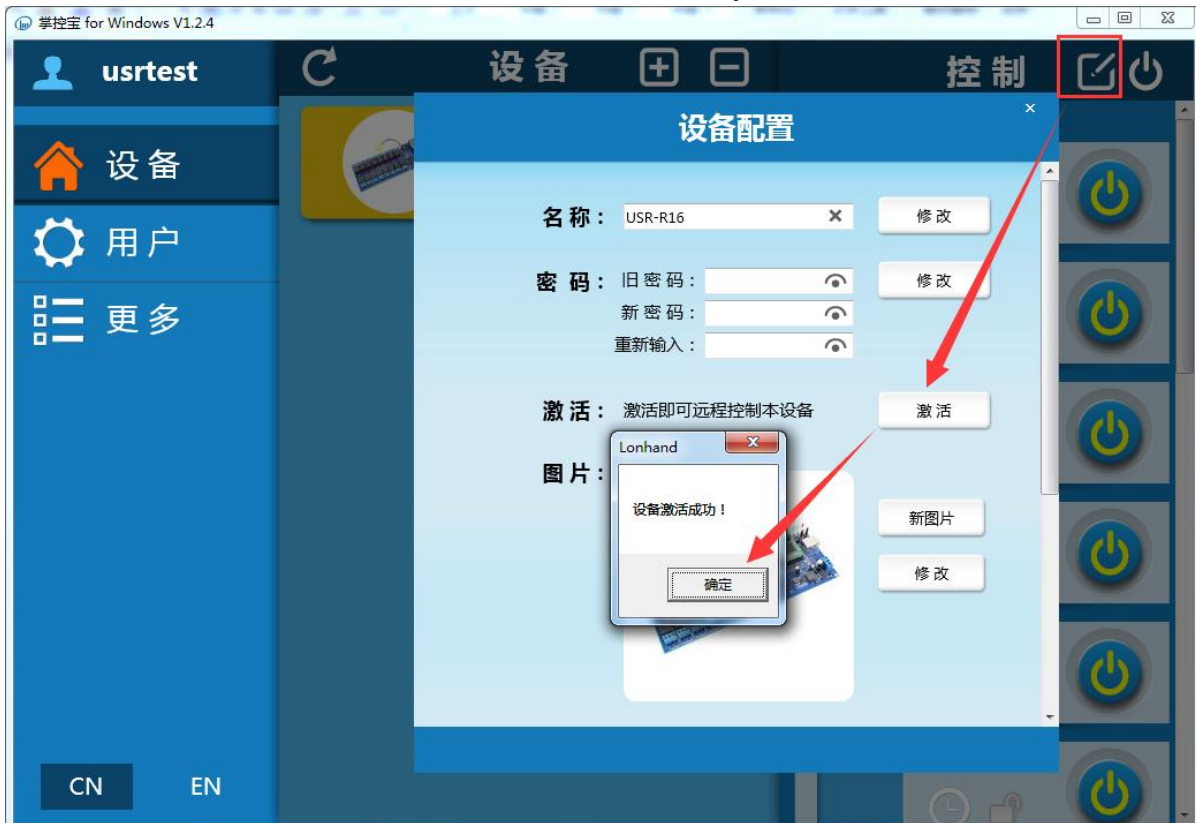 掌控宝 for Windows V1.2.4
usrtest
设备
控制
设备
用户
更多
CN
EN
设备配置
名称： USR-R16 修改
密码： 旧密码： 修改
新密码：
重新输入：
激活： 激活即可远程控制本设备 激活
图片：
新图片
修改
Lonhand
设备激活成功！
确定